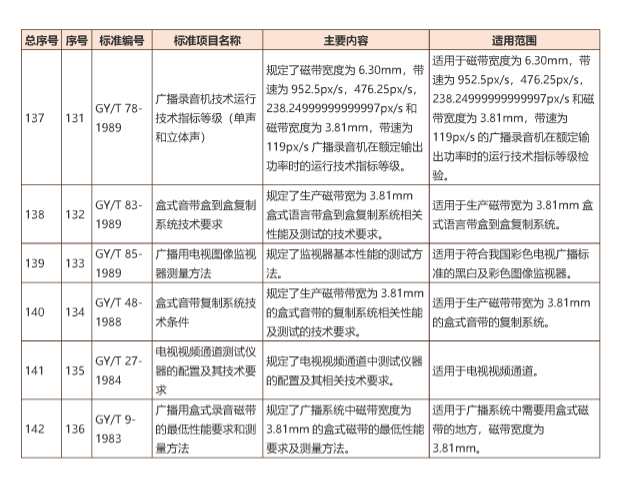 总序号 序号 标准编号 标准项目名称 主要内容 适用范围
137 131 GY/T 78-1989
广播录音机技术运行
技术指标等级（单声
和立体声）
规定了磁带宽度为 6.30mm，带
速为 952.5px/s，476.25px/s，
238.24999999999997px/s 和
磁带宽度为 3.81mm，带速为
119px/s 广播录音机在额定输出
功率时的运行技术指标等级。
适用于磁带宽度为 6.30mm，带
速为 952.5px/s，476.25px/s，
238.24999999999997px/s 和磁
带宽度为 3.81mm，带速为
119px/s 的广播录音机在额定输
出功率时的运行技术指标等级检
验。
138 132 GY/T 83-1989
盒式音带盒到盒复制
系统技术要求
规定了生产磁带宽为 3.81mm
盒式语言带盒到盒复制系统相关
性能及测试的技术要求。
适用于生产磁带宽为 3.81mm 盒
式语言带盒到盒复制系统。
139 133 GY/T 85-1989
广播用电视图像监视
器测量方法
规定了监视器基本性能的测试方
法。
适用于符合我国彩色电视广播标
准的黑白及彩色图像监视器。
140 134 GY/T 48-1988
盒式音带复制系统技
术条件
规定了生产磁带带宽为 3.81mm
的盒式音带的复制系统相关性能
及测试的技术要求。
适用于生产磁带带宽为 3.81mm
的盒式音带的复制系统。
141 135 GY/T 27-1984
电视视频通道测试仪
器的配置及其技术要
求
规定了电视视频通道中测试仪器
的配置及其相关技术要求。
适用于电视视频通道。
142 136 GY/T 9-1983
广播用盒式录音磁带
的最低性能要求和测
量方法
规定了广播系统中磁带宽度为
3.81mm 的盒式磁带的最低性能
要求及测量方法。
适用于广播系统中需要用盒式磁
带的地方，磁带宽度为
3.81mm。